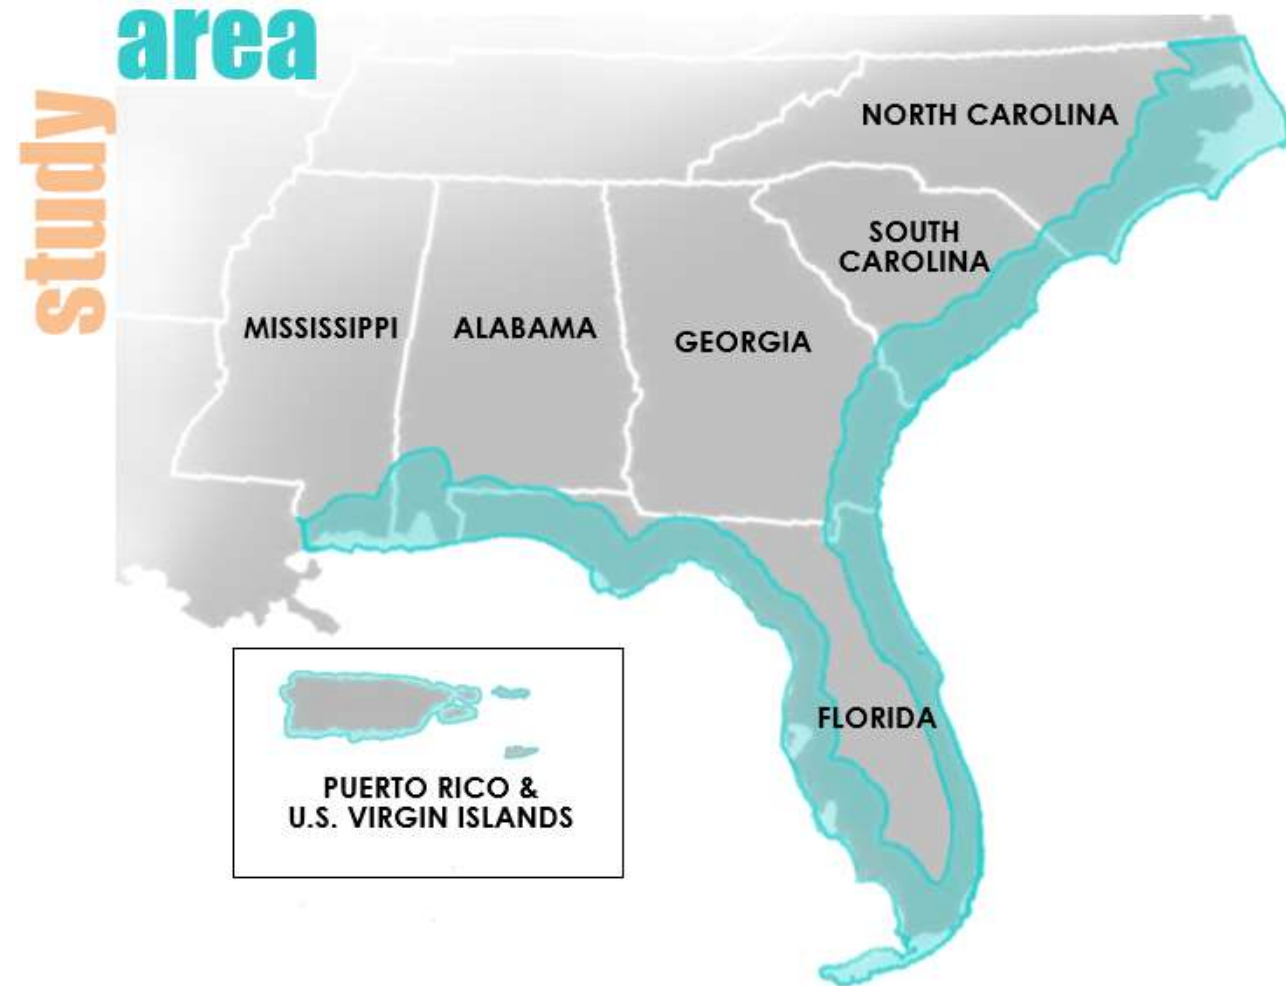 study
area
NORTH CAROLINA
SOUTH
CAROLINA
MISSISSIPPI
ALABAMA
GEORGIA
FLORIDA
PUERTO RICO &
U.S. VIRGIN ISLANDS